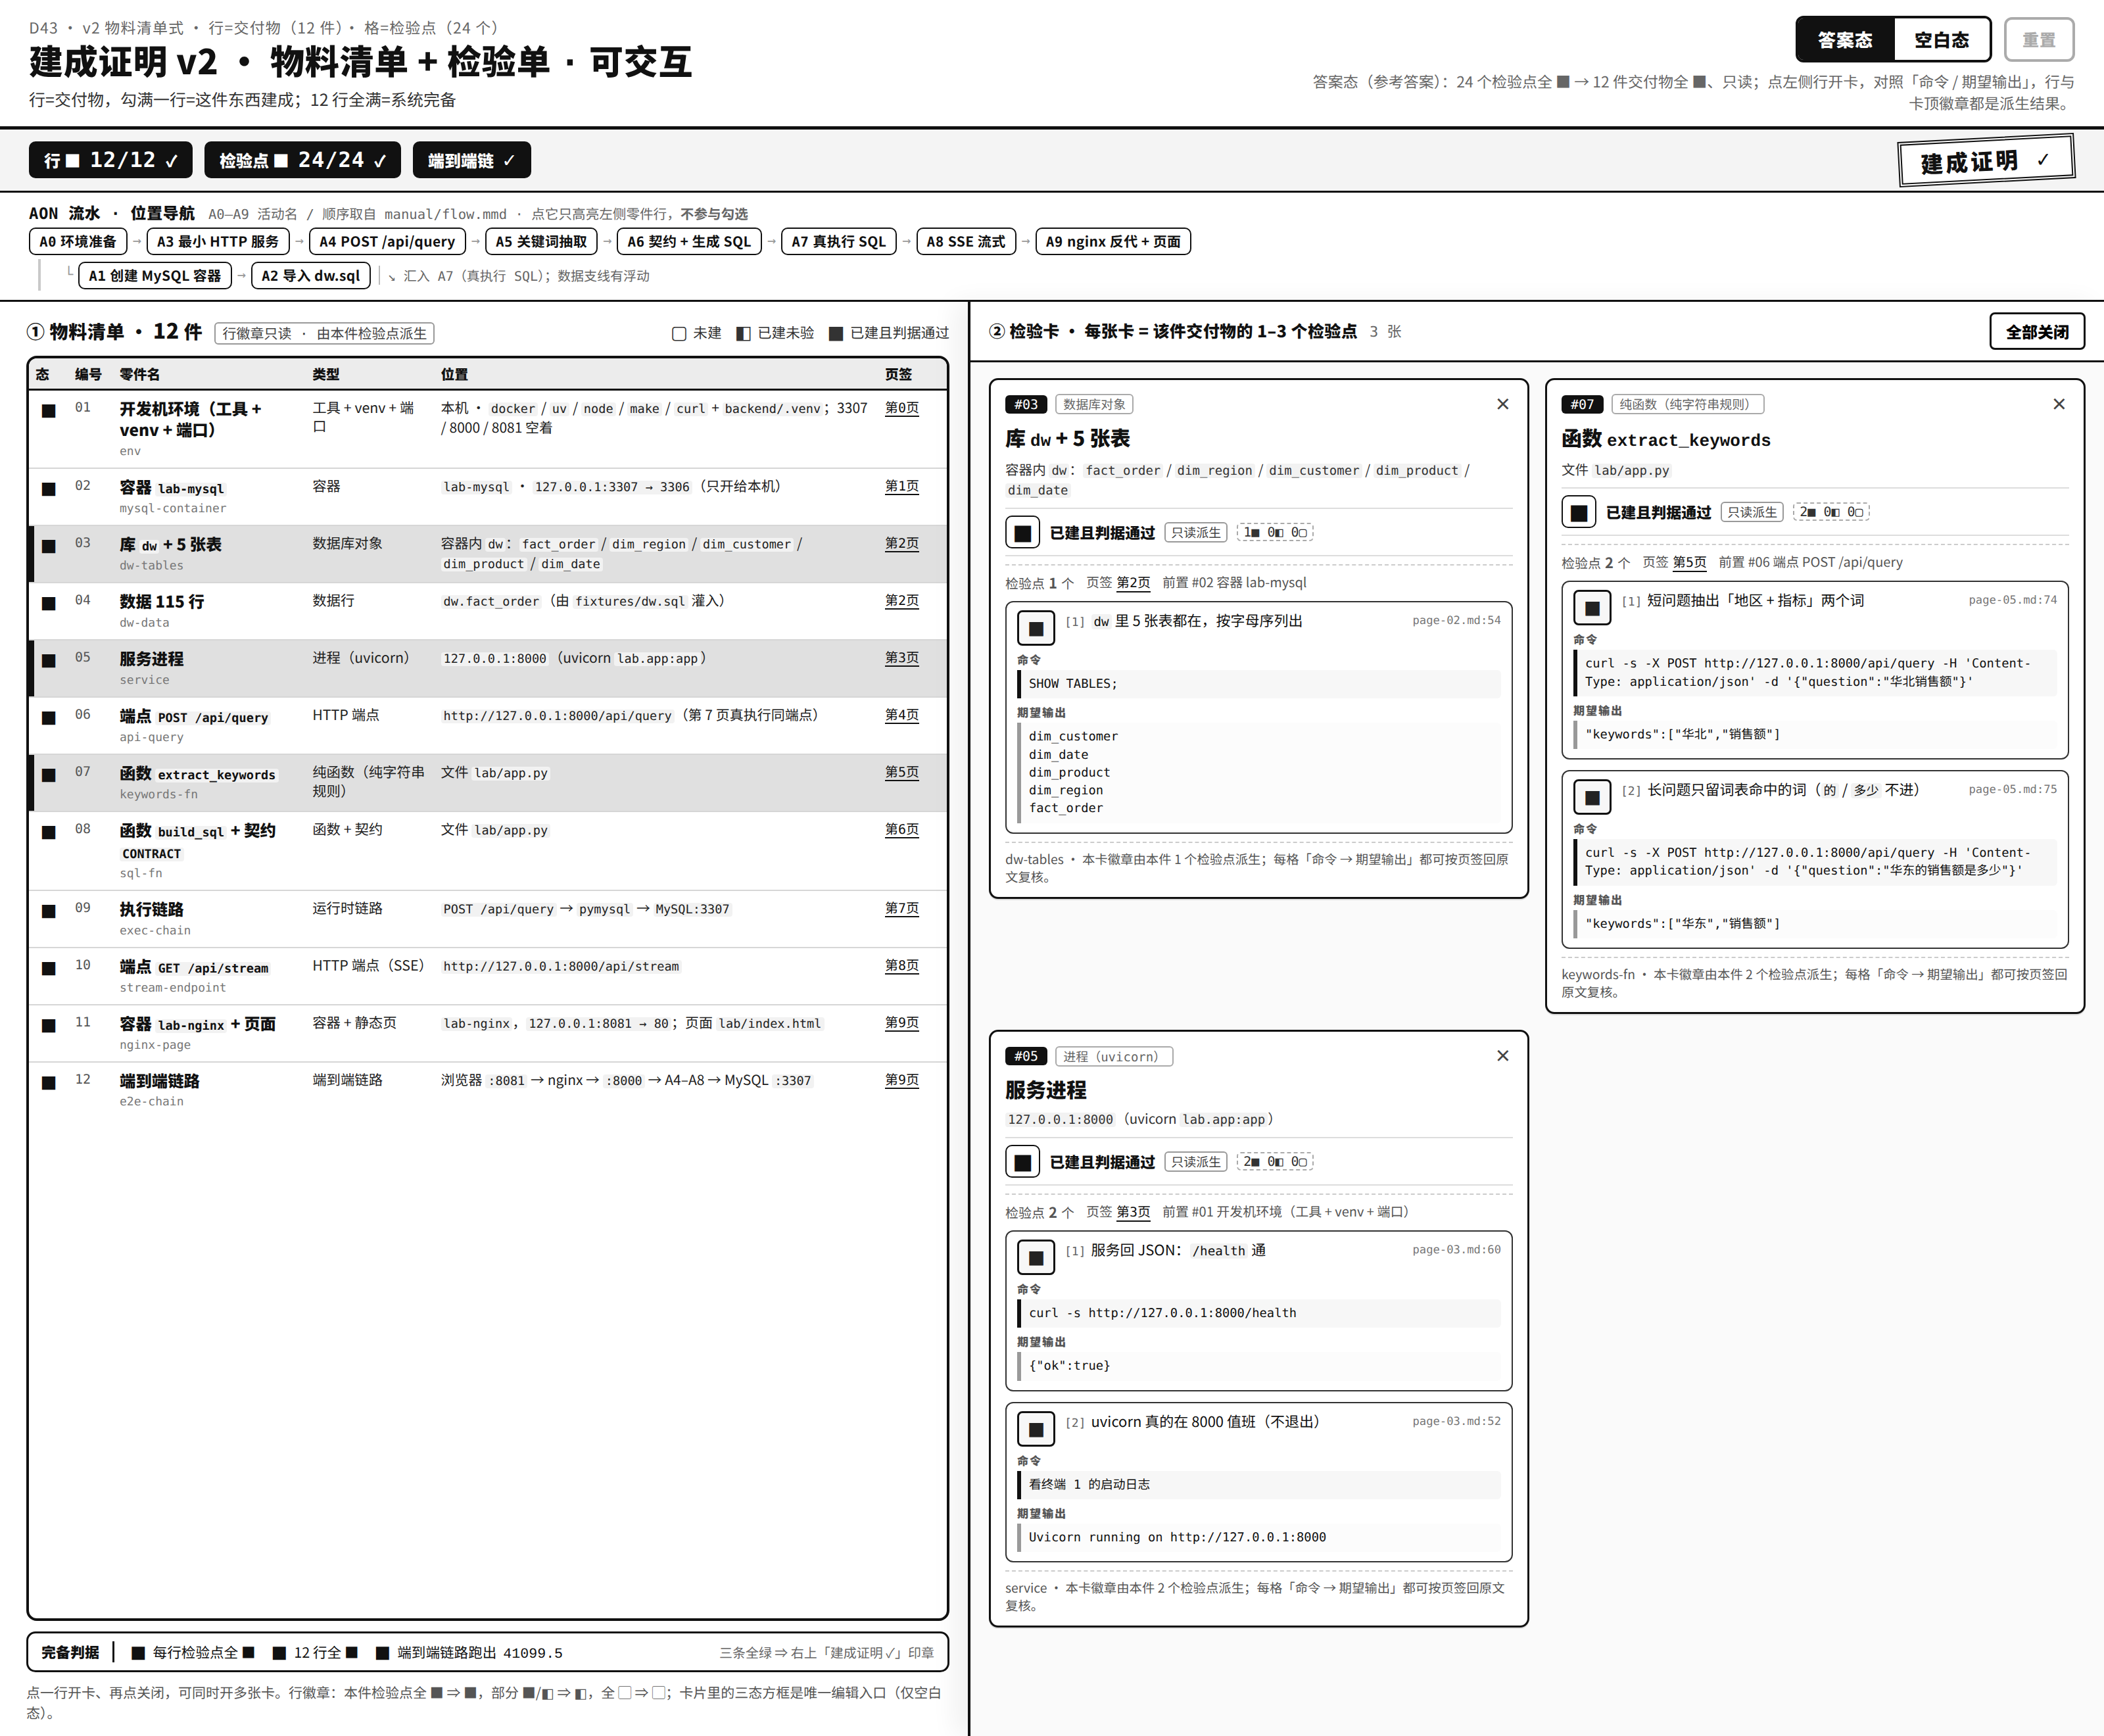 D43 • v2 物料清单式 • 行=交付物（12 件）• 格=检验点（24 个）
建成证明 v2 • 物料清单 + 检验单 · 可交互
行=交付物，勾满一行=这件东西建成；12 行全满=系统完备
答案态 空白态 重置
答案态（参考答案）：24 个检验点全 ■ → 12 件交付物全 ■、只读；点左侧行开卡，对照「命令 / 期望输出」，行与
卡顶徽章都是派生结果。
行 ■ 12/12 ✓ 检验点 ■ 24/24 ✓ 端到端链 ✓
建成证明 ✓
AON 流水 · 位置导航 A0—A9 活动名 / 顺序取自 manual/flow.mmd · 点它只高亮左侧零件行，不参与勾选
A0 环境准备 → A3 最小 HTTP 服务 → A4 POST /api/query → A5 关键词抽取 → A6 契约 + 生成 SQL → A7 真执行 SQL → A8 SSE 流式 → A9 nginx 反代 + 页面
└ A1 创建 MySQL 容器 → A2 导入 dw.sql ↘ 汇入 A7（真执行 SQL）；数据支线有浮动
① 物料清单 • 12 件 行徽章只读 · 由本件检验点派生 ▢ 未建 ◧ 已建未验 ■ 已建且判据通过
态 编号 零件名 类型 位置 页签
■ 01 开发机环境（工具 + 工具 + venv + 端 本机 • docker / uv / node / make / curl + backend/.venv；3307 第0页
venv + 端口） 口 / 8000 / 8081 空着
env
■ 02 容器 lab-mysql 容器 lab-mysql • 127.0.0.1:3307 → 3306（只开给本机） 第1页
mysql-container
■ 03 库 dw + 5 张表 数据库对象 容器内 dw： fact_order / dim_region / dim_customer / 第2页
dw-tables dim_product / dim_date
■ 04 数据 115 行 数据行 dw.fact_order（由 fixtures/dw.sql 灌入） 第2页
dw-data
■ 05 服务进程 进程（uvicorn） 127.0.0.1:8000（uvicorn lab.app:app） 第3页
service
■ 06 端点 POST /api/query HTTP 端点 http://127.0.0.1:8000/api/query（第 7 页真执行同端点） 第4页
api-query
■ 07 函数 extract_keywords 纯函数（纯字符串 文件 lab/app.py 第5页
keywords-fn 规则）
■ 08 函数 build_sql + 契约 函数 + 契约 文件 lab/app.py 第6页
CONTRACT
sql-fn
■ 09 执行链路 运行时链路 POST /api/query → pymysql → MySQL:3307 第7页
exec-chain
■ 10 端点 GET /api/stream HTTP 端点（SSE） http://127.0.0.1:8000/api/stream 第8页
stream-endpoint
■ 11 容器 lab-nginx + 页面 容器 + 静态页 lab-nginx，127.0.0.1:8081 → 80；页面 lab/index.html 第9页
nginx-page
■ 12 端到端链路 端到端链路 浏览器 :8081 → nginx → :8000 → A4–A8 → MySQL :3307 第9页
e2e-chain
完备判据 ■ 每行检验点全 ■ ■ 12 行全 ■ ■ 端到端链路跑出 41099.5 三条全绿 ⇒ 右上「建成证明 ✓」印章
点一行开卡、再点关闭，可同时开多张卡。行徽章：本件检验点全 ■ ⇒ ■，部分 ■/◧ ⇒ ◧，全 ▢ ⇒ ▢；卡片里的三态方框是唯一编辑入口（仅空白
态）。
② 检验卡 • 每张卡 = 该件交付物的 1–3 个检验点 3 张 全部关闭
#03 数据库对象 ✕
库 dw + 5 张表
容器内 dw： fact_order / dim_region / dim_customer / dim_product /
dim_date
■ 已建且判据通过 只读派生 1■ 0◧ 0▢
检验点 1 个 页签 第2页 前置 #02 容器 lab-mysql
■ [1] dw 里 5 张表都在，按字母序列出 page-02.md:54
命令
SHOW TABLES;
期望输出
dim_customer
dim_date
dim_product
dim_region
fact_order
dw-tables • 本卡徽章由本件 1 个检验点派生；每格「命令 → 期望输出」都可按页签回原
文复核。
#07 纯函数（纯字符串规则） ✕
函数 extract_keywords
文件 lab/app.py
■ 已建且判据通过 只读派生 2■ 0◧ 0▢
检验点 2 个 页签 第5页 前置 #06 端点 POST /api/query
■ [1] 短问题抽出「地区 + 指标」两个词 page-05.md:74
命令
curl -s -X POST http://127.0.0.1:8000/api/query -H 'Content-
Type: application/json' -d '{"question":"华北销售额"}'
期望输出
"keywords":["华北","销售额"]
■ [2] 长问题只留词表命中的词（ 的 / 多少 不进） page-05.md:75
命令
curl -s -X POST http://127.0.0.1:8000/api/query -H 'Content-
Type: application/json' -d '{"question":"华东的销售额是多少"}'
期望输出
"keywords":["华东","销售额"]
keywords-fn • 本卡徽章由本件 2 个检验点派生；每格「命令 → 期望输出」都可按页签回
原文复核。
#05 进程（uvicorn） ✕
服务进程
127.0.0.1:8000（uvicorn lab.app:app）
■ 已建且判据通过 只读派生 2■ 0◧ 0▢
检验点 2 个 页签 第3页 前置 #01 开发机环境（工具 + venv + 端口）
■ [1] 服务回 JSON： /health 通 page-03.md:60
命令
curl -s http://127.0.0.1:8000/health
期望输出
{"ok":true}
■ [2] uvicorn 真的在 8000 值班（不退出） page-03.md:52
命令
看终端 1 的启动日志
期望输出
Uvicorn running on http://127.0.0.1:8000
service • 本卡徽章由本件 2 个检验点派生；每格「命令 → 期望输出」都可按页签回原文
复核。